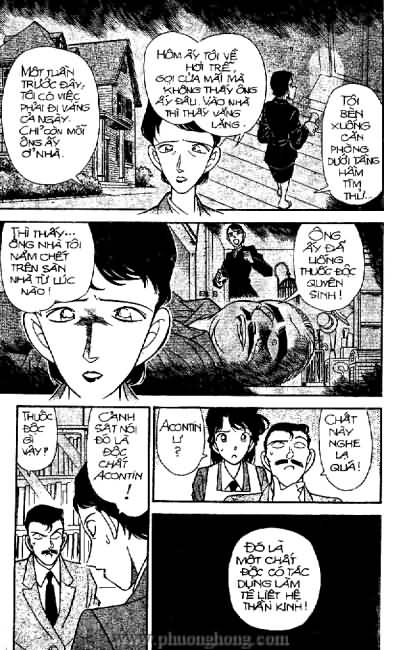 MỘT TUẦN
TRƯỚC ĐÂY,
TÔI CÓ VIỆC
PHẢI ĐI VẮNG
CẢ NGÀY.
CHỈ CÒN MỖI
ÔNG ẤY
Ở NHÀ.
HÔM ẤY TÔI VỀ
HƠI TRỄ,
GỌI CỬA MÃI MÀ
KHÔNG THẤY ÔNG
ẤY ĐÂU. VÀO NHÀ
THÌ THẤY VẮNG
LẶNG.
TÔI
BÈN
XUỐNG
CĂN
PHÒNG
DƯỚI TẦNG
HẦM
TÌM
THỬ.
THÌ THẤY...
ÔNG NHÀ TÔI
NẰM CHẾT
TRÊN SÀN
NHÀ TỪ LÚC
NÀO!
ÔNG
ẤY ĐÃ
UỐNG
THUỐC ĐỘC
QUYÊN
SINH!
THUỐC
ĐỘC
GÌ
VẬY?
CẢNH
SÁT NÓI
ĐÓ LÀ
ĐỘC
CHẤT
ACONTIN
!
ACONTIN
LI
?
CHẤT
NÀY
NGHE
LẠ
QUÁ!
ĐÓ LÀ
MỘT CHẤT
ĐỘC CÓ TÁC
DỤNG LÀM
TÊ LIỆT HỆ
THẦN KINH!
www.phuonghong.com